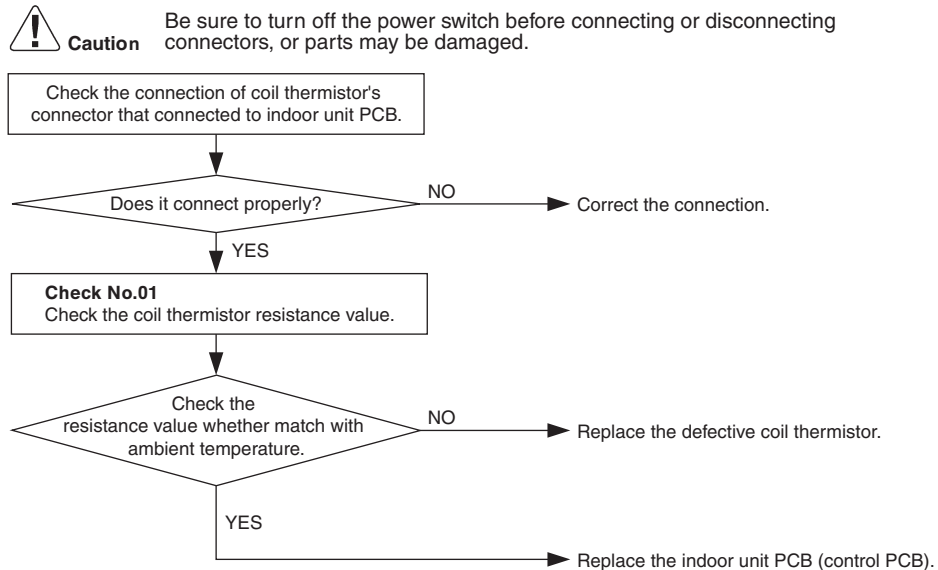 Be sure to turn off the power switch before connecting or disconnecting
Caution connectors, or parts may be damaged.
Check the connection of coil thermistor's
connector that connected to indoor unit PCB.
Does it connect properly?
NO
Correct the connection.
YES
Check No.01
Check the coil thermistor resistance value.
Check the
resistance value whether match with
ambient temperature.
NO
Replace the defective coil thermistor.
YES
Replace the indoor unit PCB (control PCB).